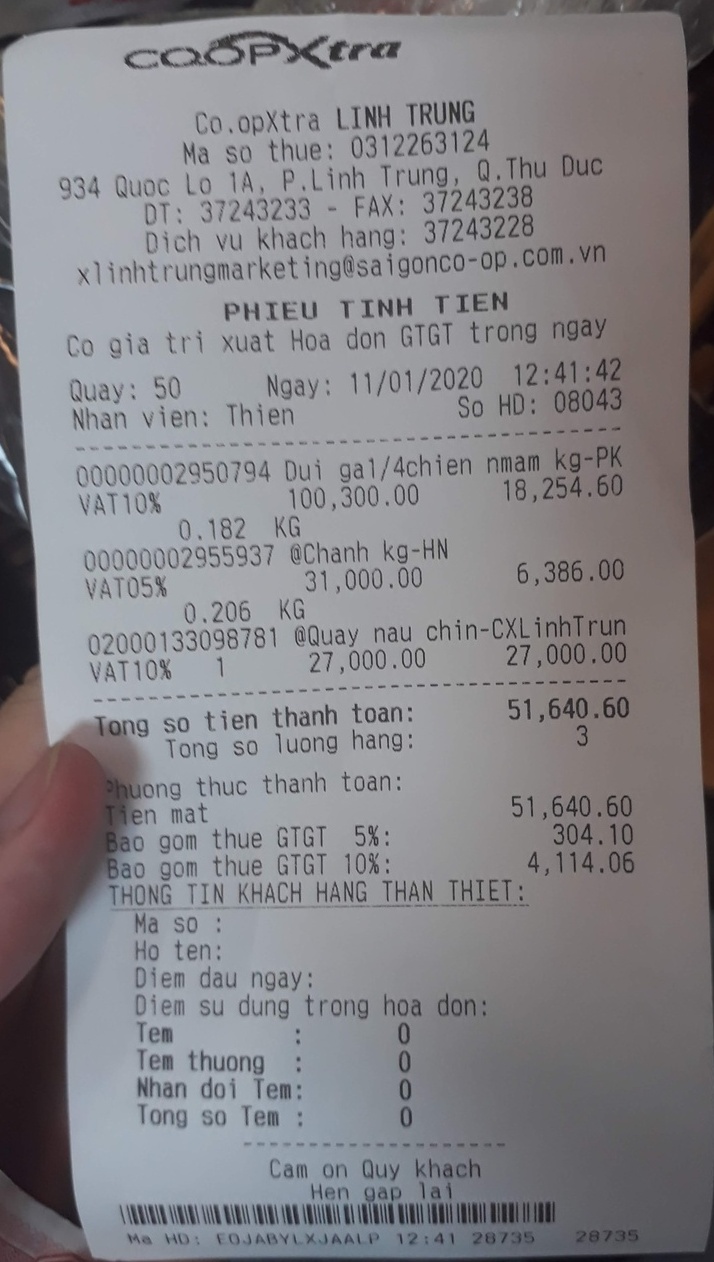 COOPXtra
Co.opXtra LINH TRUNG
Ma so thue: 0312263124
934 Quoc Lo 1A, P.Linh Trung, Q.Thu Duc
DT: 37243233 - FAX: 37243238
Dich vu khach hang: 37243228
xlinhtrungmarketing@saigonco-op.com.vn
PHIEU TINH TIEN
Co gia tri xuat Hoa don GTGT trong ngay
Quay: 50 Ngay: 11/01/2020 12:41:42
Nhan vien: Thien So HD: 08043
00000002950794 Dui ga1/4chien nmam kg-PK
VAT10% 100,300.00 18,254.60
0.182 KG
00000002955937 @Chanh kg-HN
VAT05% 31,000.00 6,386.00
0.206 KG
02000133098781 @Quay nau chin-CXLinhTrun
VAT10% 1 27,000.00 27,000.00
Tong so tien thanh toan: 51,640.60
Tong so luong hang: 3
Phuong thuc thanh toan:
Tien mat 51,640.60
Bao gom thue GTGT 5%: 304.10
Bao gom thue GTGT 10%: 4,114.06
THONG TIN KHACH HANG THAN THIET:
Ma so :
Ho ten:
Diem dau ngay:
Diem su dung trong hoa don:
Tem : 0
Tem thuong : 0
Nhan doi Tem: 0
Tong so Tem : 0
Cam on Quy khach
Hen gap lai
Ma HD: EOJABYLXJAALP 12:41 28735 28735